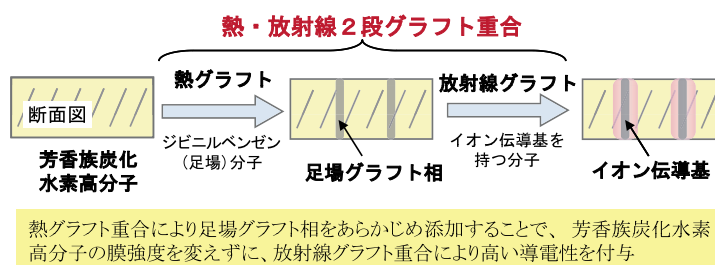 熱・放射線２段グラフト重合
熱グラフト
放射線グラフト
断面図
ジビニルベンゼン
（足場）分子
イオン伝導基を
持つ分子
芳香族炭化
水素高分子
足場グラフト相
イオン伝導基
熱グラフト重合により足場グラフト相をあらかじめ添加することで、 芳香族炭化水素
高分子の膜強度を変えずに、放射線グラフト重合により高い導電性を付与